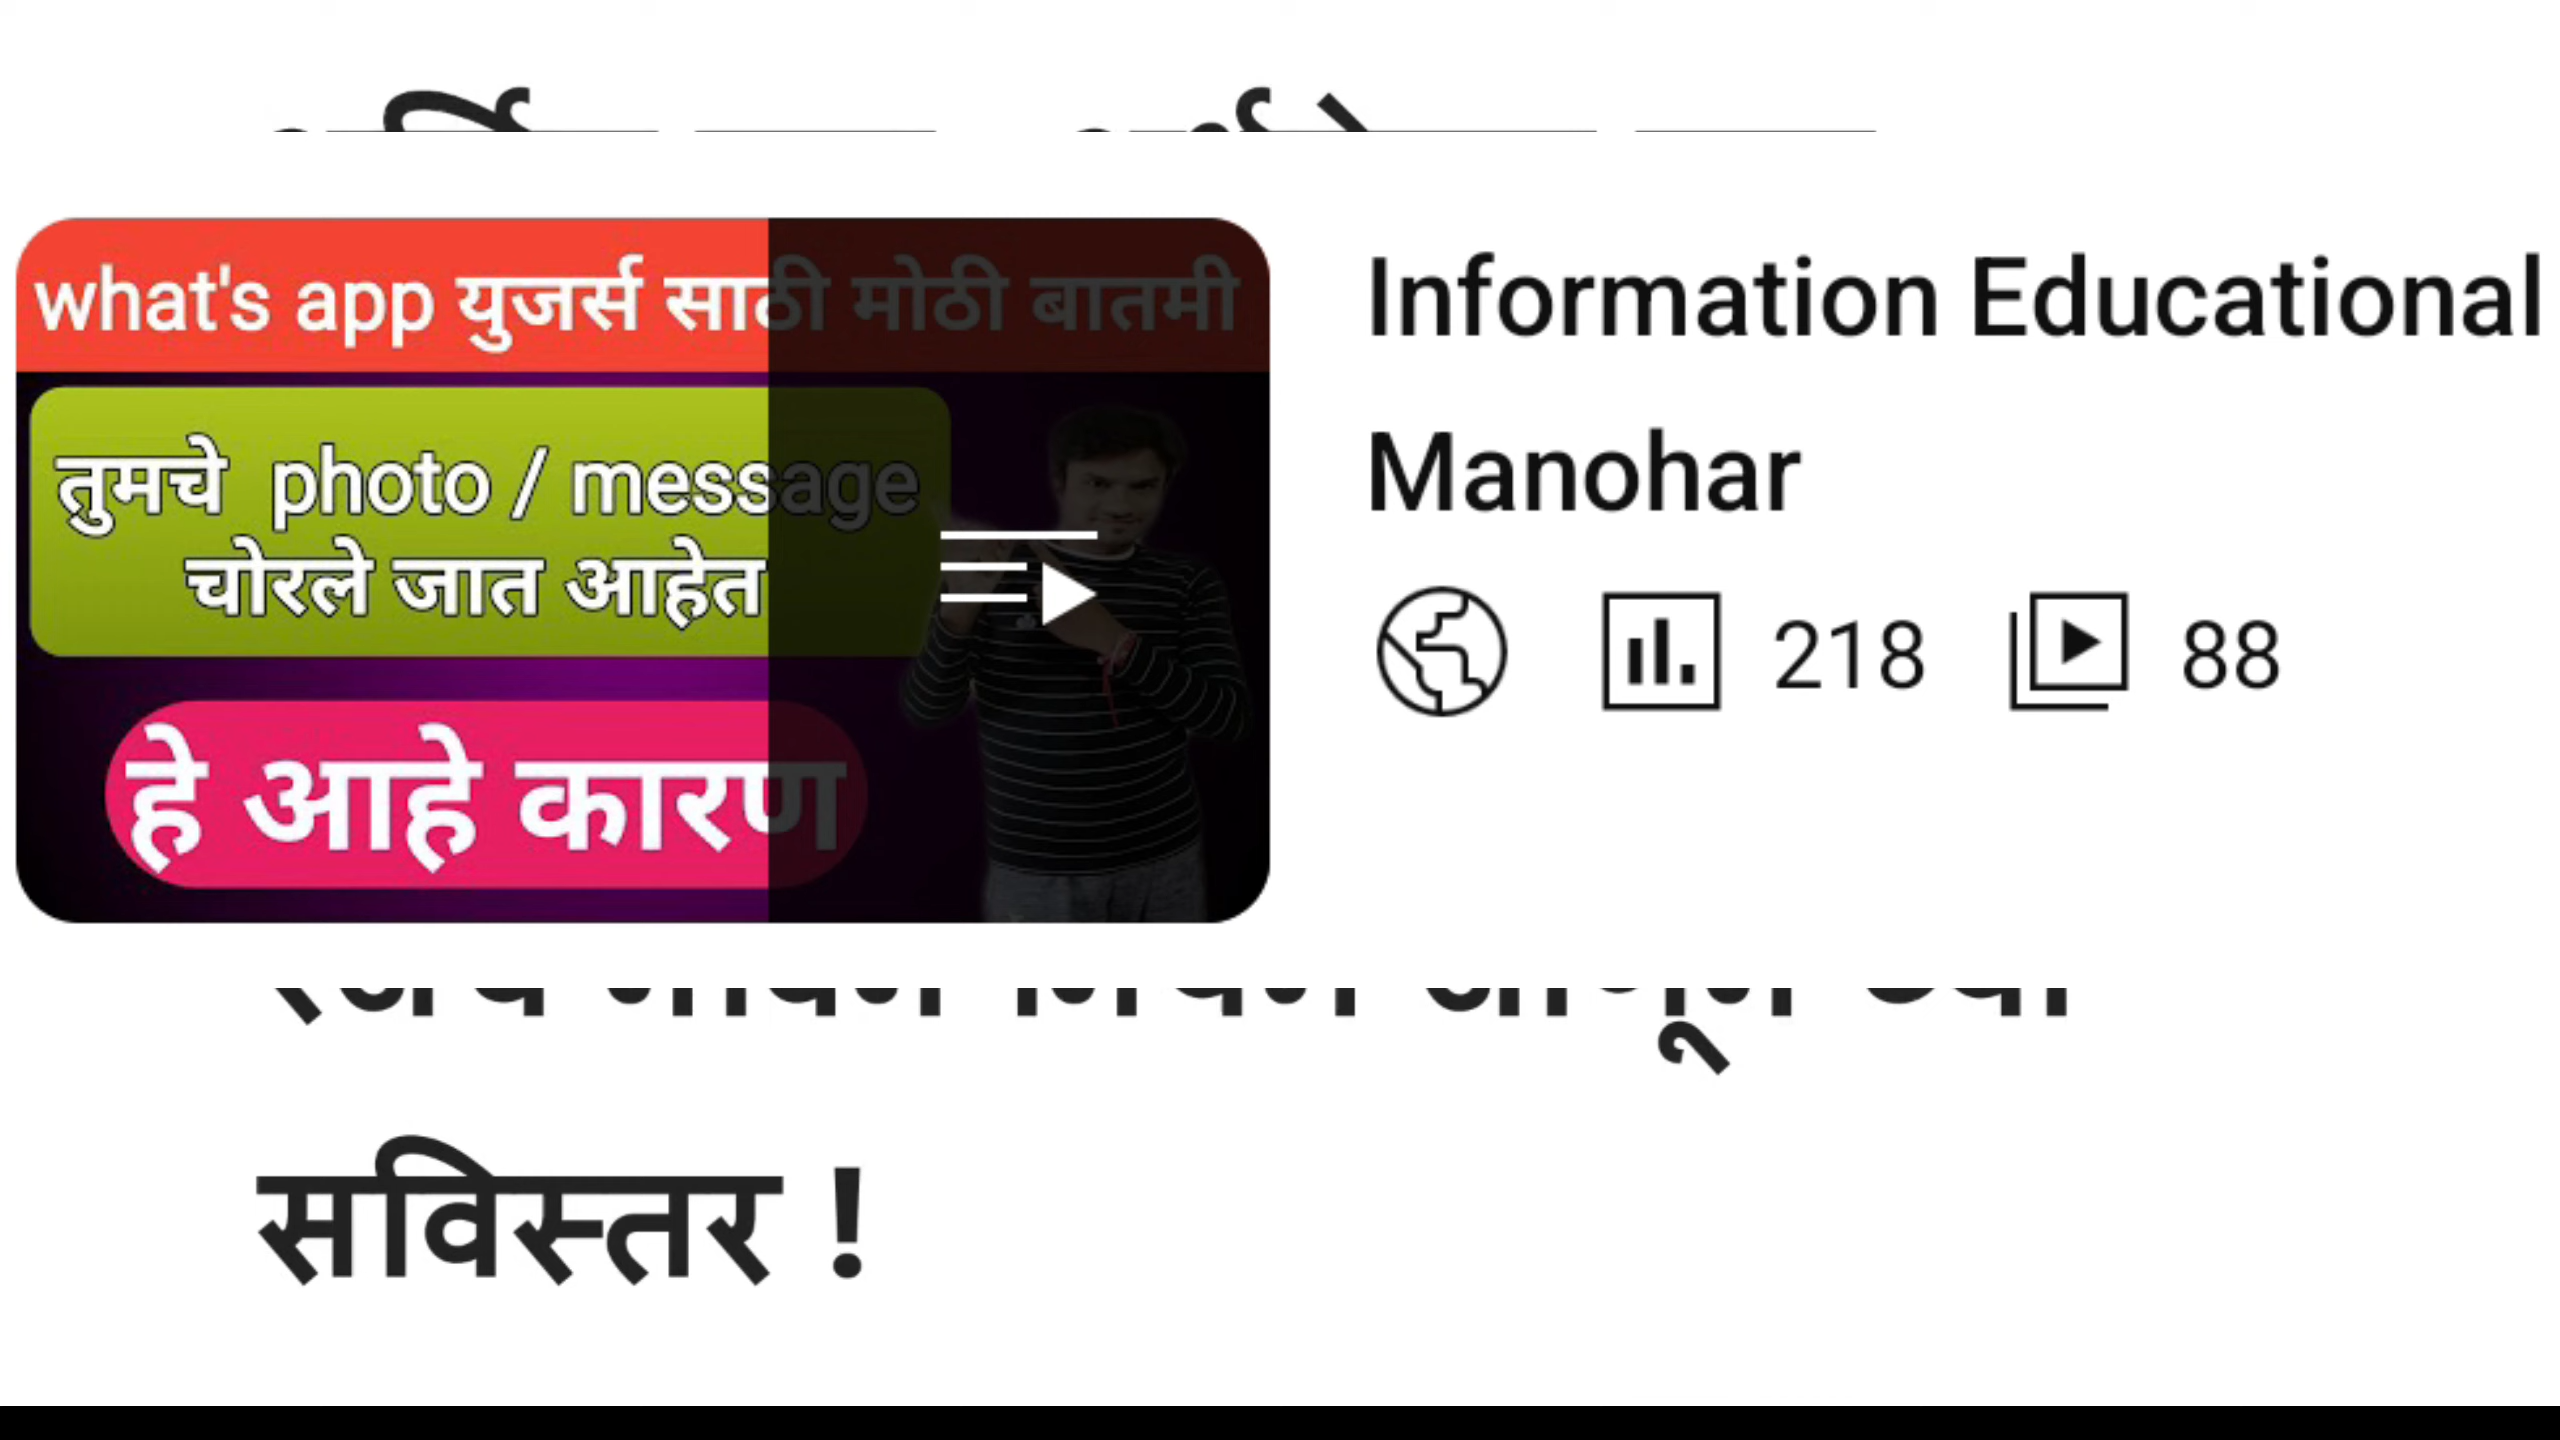 what's app युजर्स साठी मोठी बातमी
तुमचे photo / message
चोरले जात आहेत
हे आहे कारण
Information Educational
Manohar
218 88
सविस्तर !